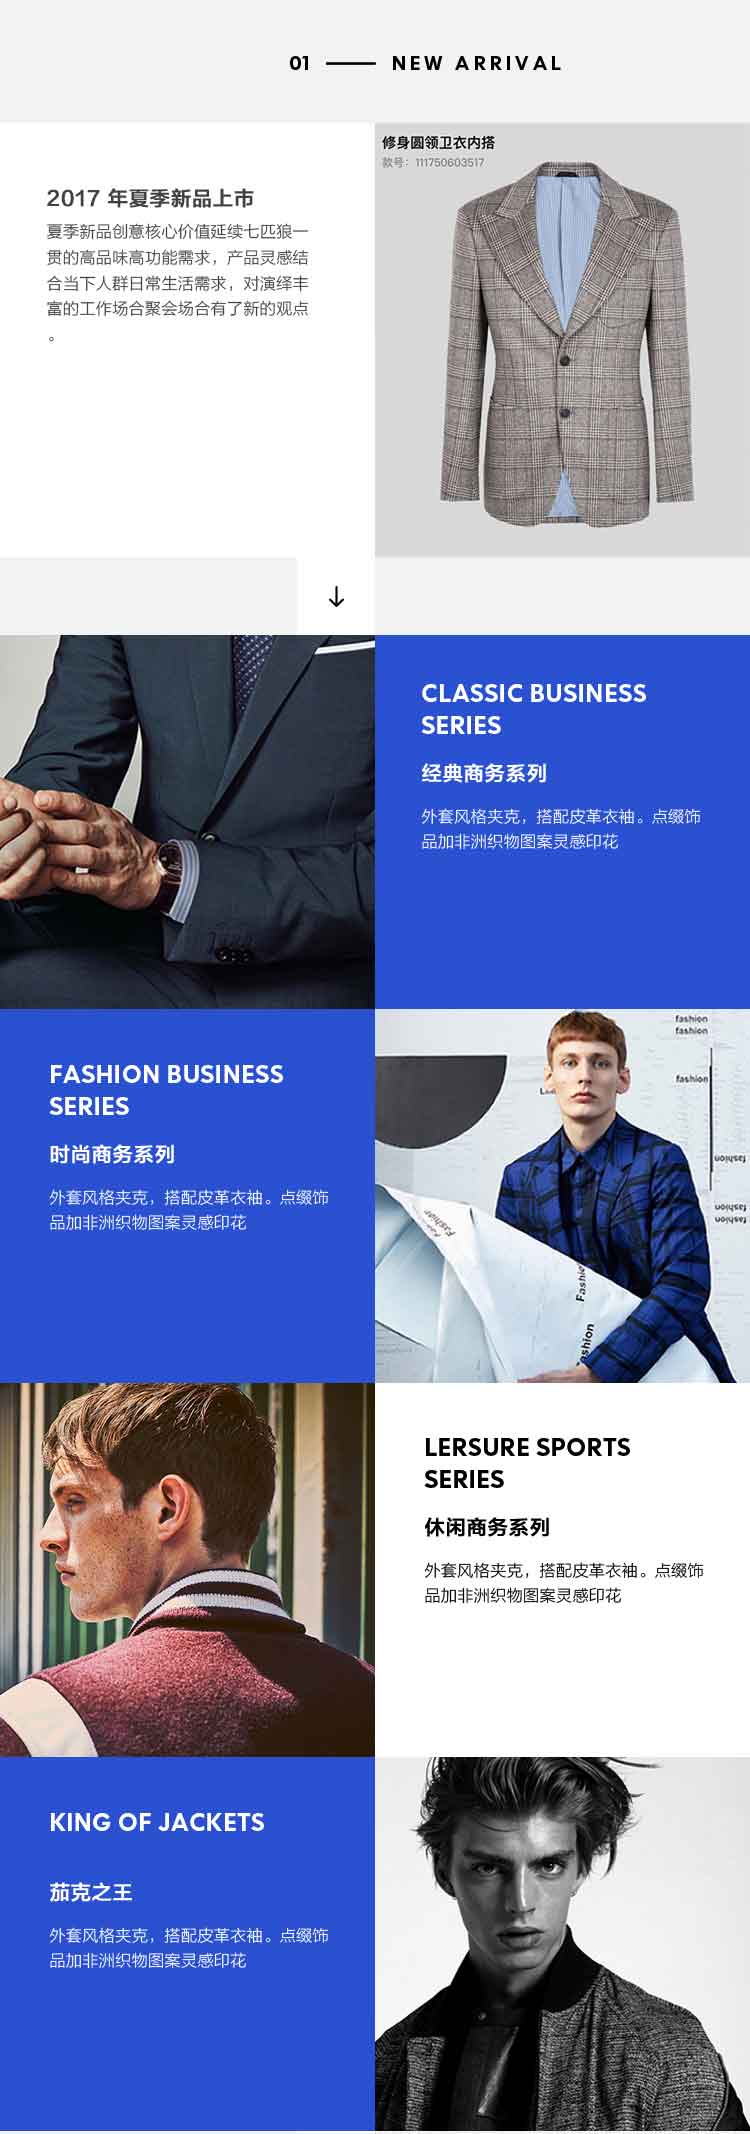 01 — NEW ARRIVAL
修身圆领卫衣内搭
款号：111750603517
2017 年夏季新品上市
夏季新品创意核心价值延续七匹狼一
贯的高品味高功能需求，产品灵感结
合当下人群日常生活需求，对演绎丰
富的工作场合聚会场合有了新的观点
。
CLASSIC BUSINESS
SERIES
经典商务系列
外套风格夹克，搭配皮革衣袖。点缀饰
品加非洲织物图案灵感印花
FASHION BUSINESS
SERIES
时尚商务系列
外套风格夹克，搭配皮革衣袖。点缀饰
品加非洲织物图案灵感印花
fashion
fashion
fashion
fashion
fashion
fashion
Fashion
Fashion
Fashion
LERSURE SPORTS
SERIES
休闲商务系列
外套风格夹克，搭配皮革衣袖。点缀饰
品加非洲织物图案灵感印花
KING OF JACKETS
茄克之王
外套风格夹克，搭配皮革衣袖。点缀饰
品加非洲织物图案灵感印花